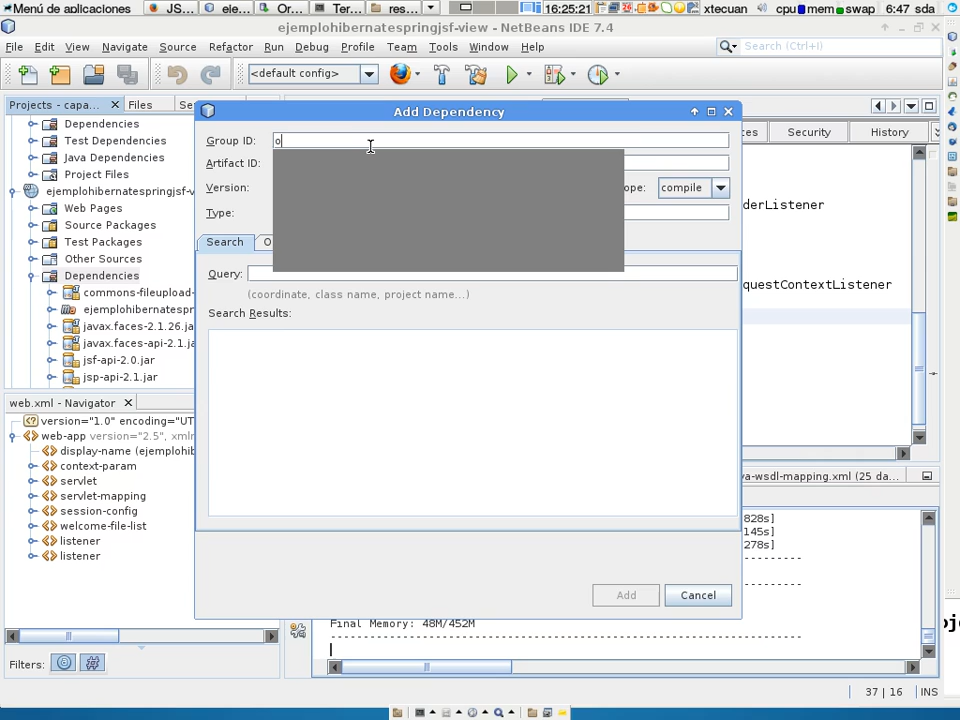 Menú de aplicaciones
JS...
ele...
Or...
Ter...
res...
16:25:21
xtecuan
cpu mem swap
6:47 sda
ejemplohibernatespringjsf-view - NetBeans IDE 7.4
File Edit View Navigate Source Refactor Run Debug Profile Team Tools Window Help
Search (Ctrl+I)
<default config>
Projects - capa...
Files
Dependencies
Test Dependencies
Java Dependencies
Project Files
ejemplohibernatespringjsf-v
Web Pages
Source Packages
Test Packages
Other Sources
Dependencies
commons-fileupload-
ejemplohibernatespr
javax.faces-2.1.26.ja
javax.faces-api-2.1.ja
jsf-api-2.0.jar
jsp-api-2.1.jar
web.xml - Navigator
version="1.0" encoding="UT
web-app version="2.5", xmln
display-name (ejemplohib
context-param
servlet
servlet-mapping
session-config
welcome-file-list
listener
listener
Filters:
Add Dependency
Group ID:
o
Artifact ID:
Version:
ope:
compile
Type:
Search
O
Query:
(coordinate, class name, project name...)
Search Results:
Add
Cancel
es
Security
History
derListener
questContextListener
va-wsdl-mapping.xml (25 da...
828s]
145s]
278s]
----------
----------
Final Memory: 48M/452M
------------------------------------------------------------
37 | 16
INS